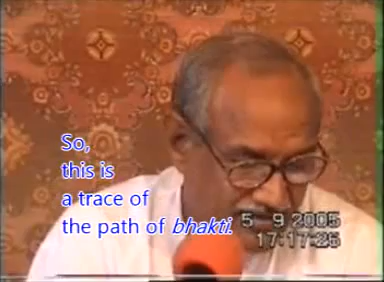 So,
this is
a trace of
the path of bhakti.
5 9 2005
17:17:26